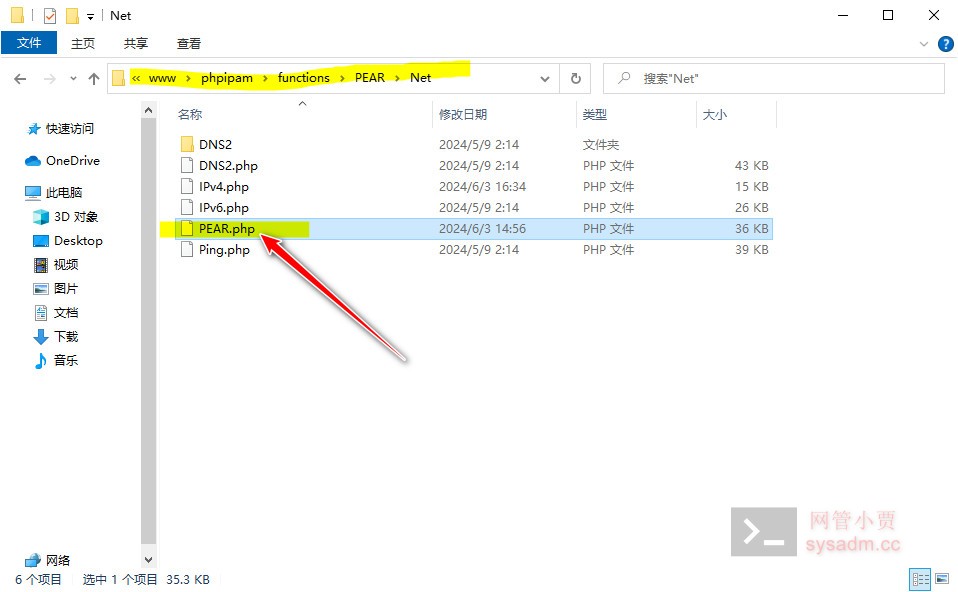 Net
文件 主页 共享 查看
« www › phpipam › functions › PEAR › Net
搜索"Net"
名称 修改日期 类型 大小
DNS2 2024/5/9 2:14 文件夹
DNS2.php 2024/5/9 2:14 PHP 文件 43 KB
IPv4.php 2024/6/3 16:34 PHP 文件 15 KB
IPv6.php 2024/5/9 2:14 PHP 文件 26 KB
PEAR.php 2024/6/3 14:56 PHP 文件 36 KB
Ping.php 2024/5/9 2:14 PHP 文件 39 KB
快速访问
OneDrive
此电脑
3D 对象
Desktop
视频
图片
文档
下载
音乐
网络
6 个项目 选中 1 个项目 35.3 KB
网管小贾
sysadm.cc